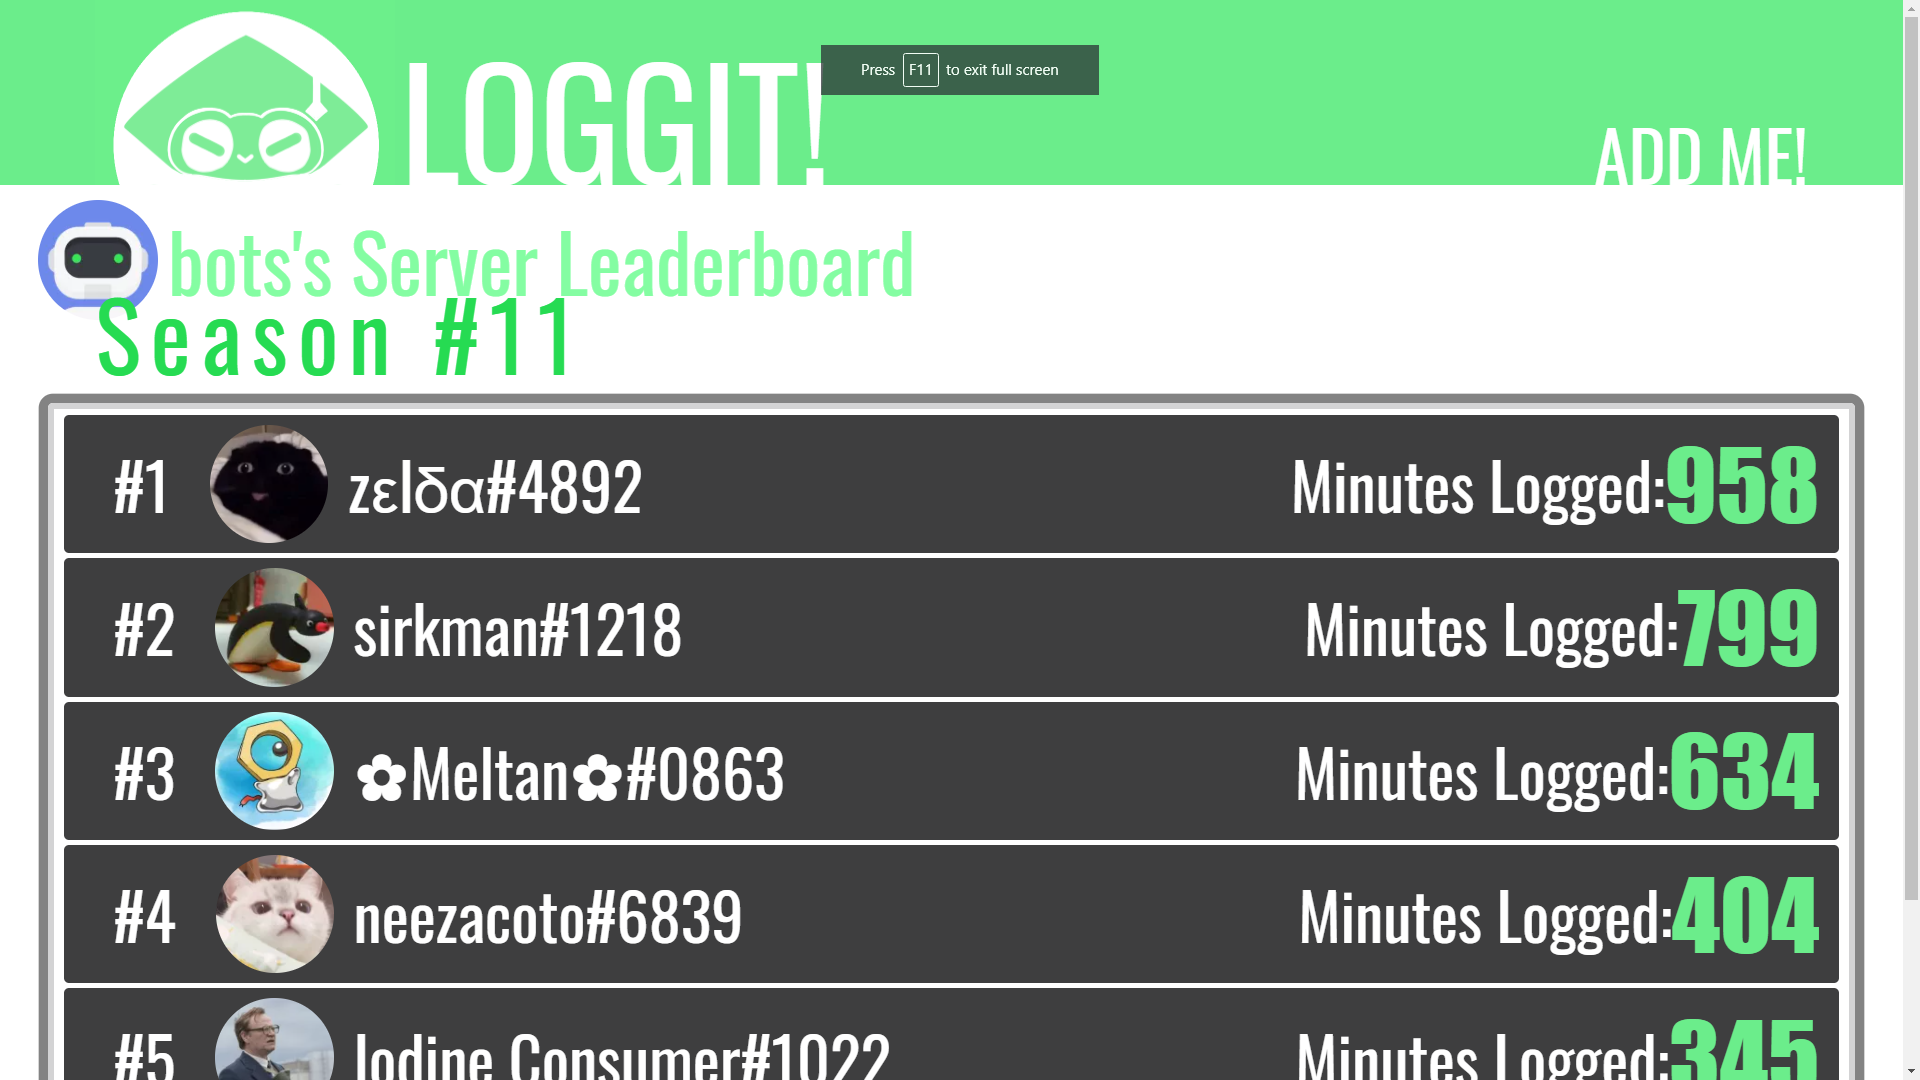 LOGGIT!
Press F11 to exit full screen
ADD ME!
bots's Server Leaderboard
Season #11
#1 zεlδα#4892 Minutes Logged:958
#2 sirkman#1218 Minutes Logged:799
#3 ✿Meltan✿#0863 Minutes Logged:634
#4 neezacoto#6839 Minutes Logged:404
#5 Iodine Consumer#1022 Minutes Logged:345